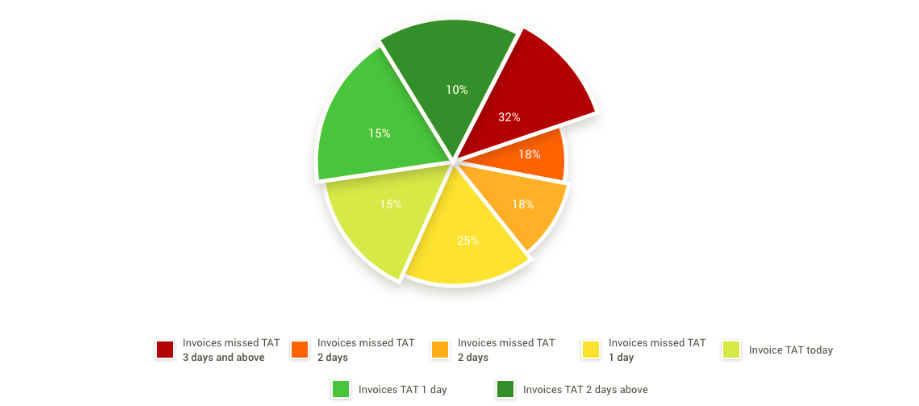 10%
32%
15%
18%
15%
18%
25%
Invoices missed TAT
3 days and above
Invoices missed TAT
2 days
Invoices missed TAT
2 days
Invoices missed TAT
1 day
Invoice TAT today
Invoices TAT 1 day
Invoices TAT 2 days above